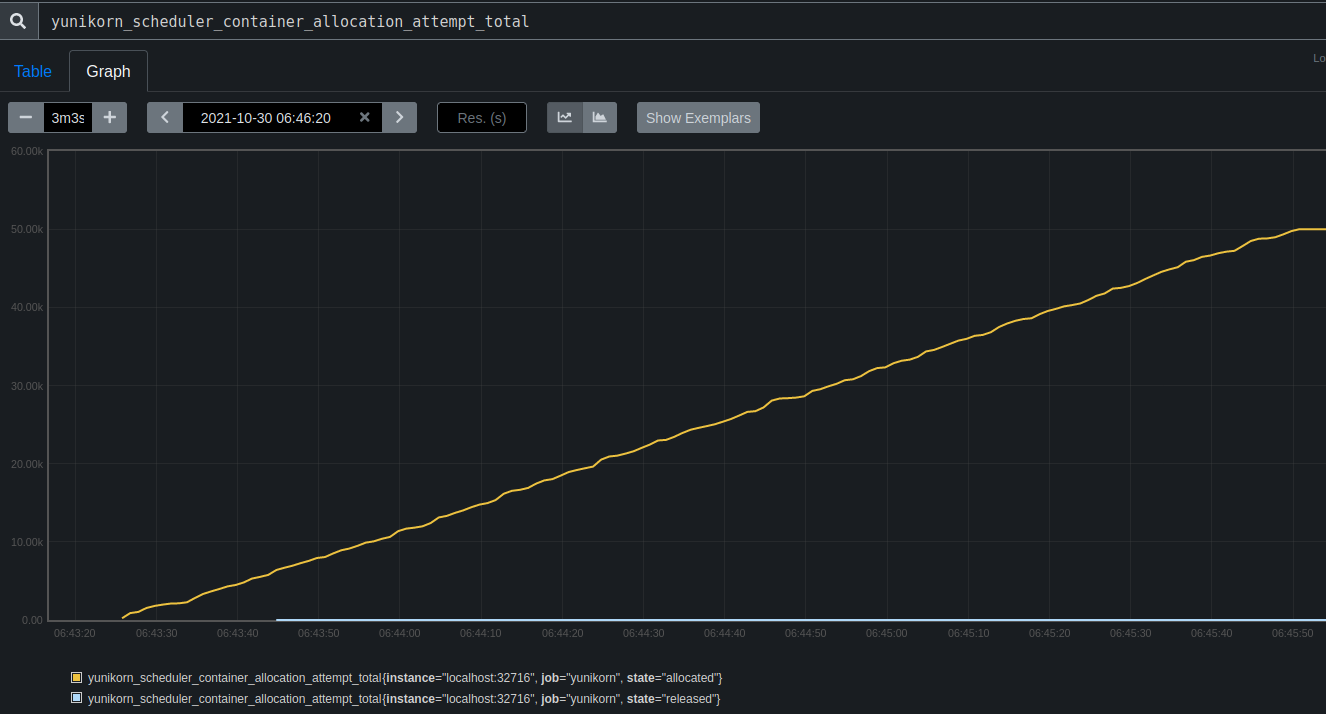 yunikorn_scheduler_container_allocation_attempt_total
Table Graph Lo
3m3s 2021-10-30 06:46:20 Res. (s) Show Exemplars
60.00k
50.00k
40.00k
30.00k
20.00k
10.00k
0.00
06:43:20 06:43:30 06:43:40 06:43:50 06:44:00 06:44:10 06:44:20 06:44:30 06:44:40 06:44:50 06:45:00 06:45:10 06:45:20 06:45:30 06:45:40 06:45:50
yunikorn_scheduler_container_allocation_attempt_total{instance="localhost:32716", job="yunikorn", state="allocated"}
yunikorn_scheduler_container_allocation_attempt_total{instance="localhost:32716", job="yunikorn", state="released"}